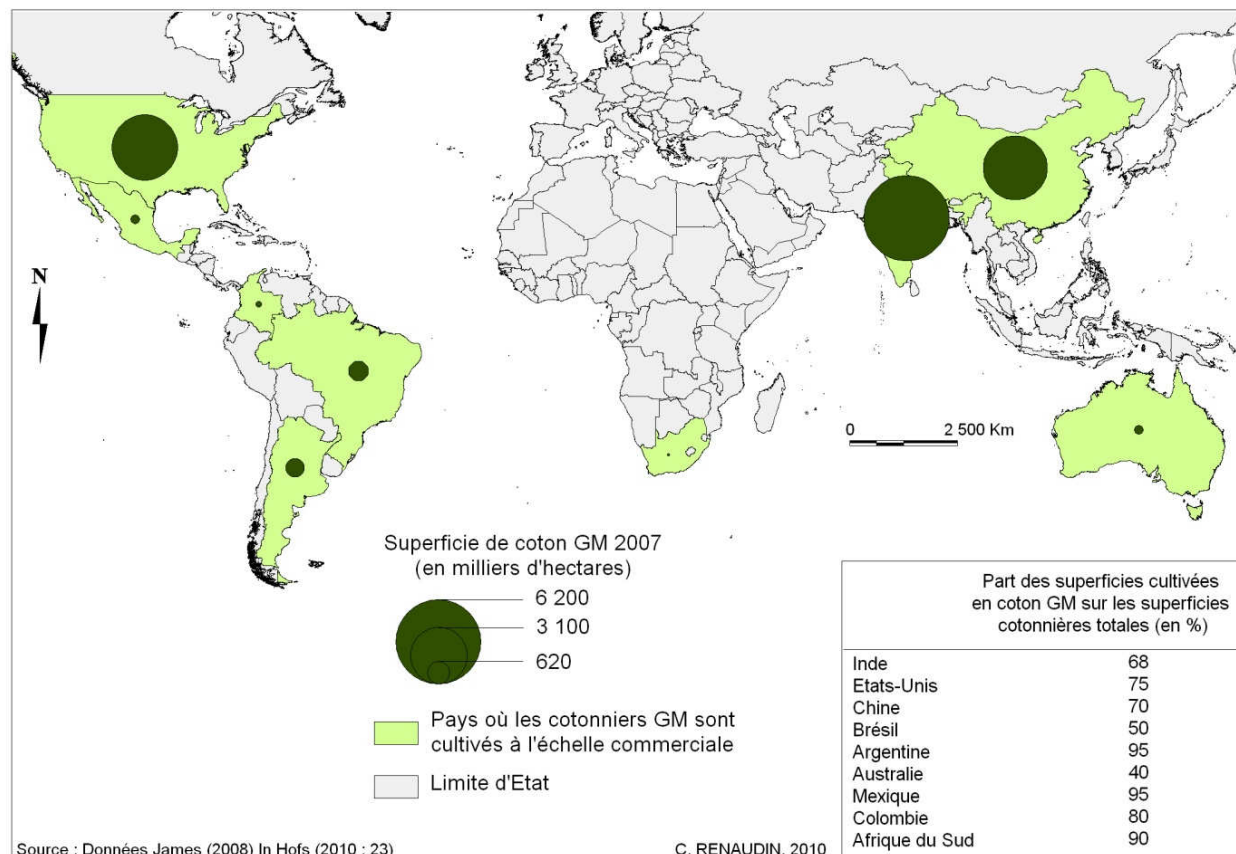 N
0 2 500 Km
Superficie de coton GM 2007
(en milliers d'hectares)
6 200
3 100
620
Pays où les cotonniers GM sont
cultivés à l'échelle commerciale
Limite d'Etat
Part des superficies cultivées
en coton GM sur les superficies
cotonnières totales (en %)
Inde 68
Etats-Unis 75
Chine 70
Brésil 50
Argentine 95
Australie 40
Mexique 95
Colombie 80
Afrique du Sud 90
Source : Données James (2008) In Hofs (2010 : 23)
C. RENAUDIN, 2010